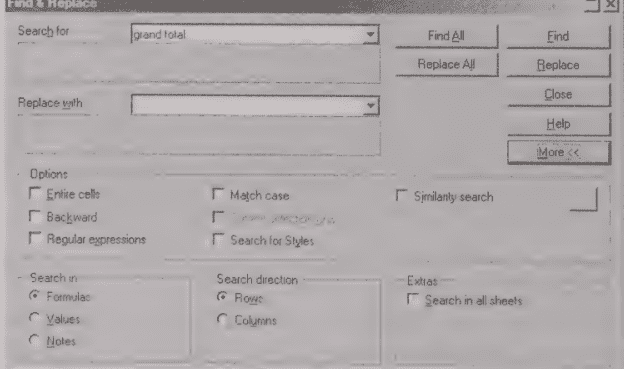 Find & Replace
Search for
grand total
Find All
Find
Replace All
Replace
Replace with
Close
Help
More <<
Options
Entire cells
Match case
Similarity search
Backward
Regular expressions
Search for Styles
Search in
Search direction
Extras
Formulas
Rows
Search in all sheets
Values
Columns
Notes